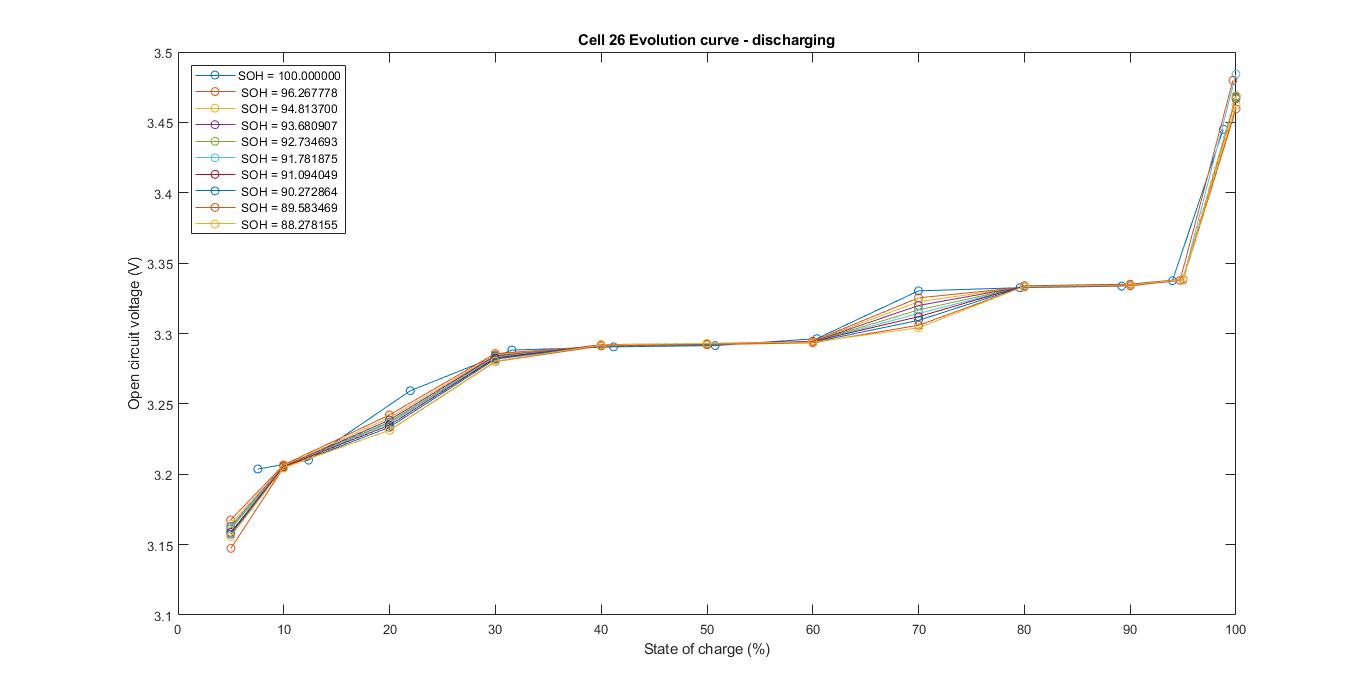 Cell 26 Evolution curve - discharging
3.5
3.45
3.4
3.35
3.3
3.25
3.2
3.15
3.1
Open circuit voltage (V)
SOH = 100.000000
SOH = 96.267778
SOH = 94.813700
SOH = 93.680907
SOH = 92.734693
SOH = 91.781875
SOH = 91.094049
SOH = 90.272864
SOH = 89.583469
SOH = 88.278155
0 10 20 30 40 50 60 70 80 90 100
State of charge (%)